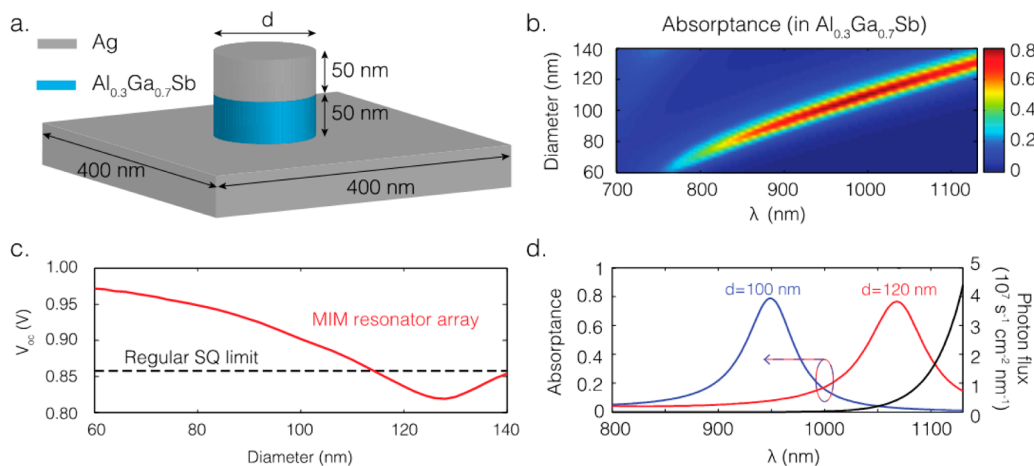 a.
d
Ag
Al0.3Ga0.7Sb
50 nm
50 nm
400 nm
400 nm
b.
Absorptance (in Al0.3Ga0.7Sb)
Diameter (nm)
140
120
100
80
60
700 800 900 1000 1100
λ (nm)
0.8
0.6
0.4
0.2
0
c.
Voc (V)
1.00
0.95
0.90
0.85
0.80
MIM resonator array
Regular SQ limit
60 80 100 120 140
Diameter (nm)
d.
Absorptance
1
0.8
0.6
0.4
0.2
0
d=100 nm
d=120 nm
800 900 1000 1100
λ (nm)
5
4
3
2
1
0
Photon flux
(10⁷ s⁻¹ cm⁻² nm⁻¹)